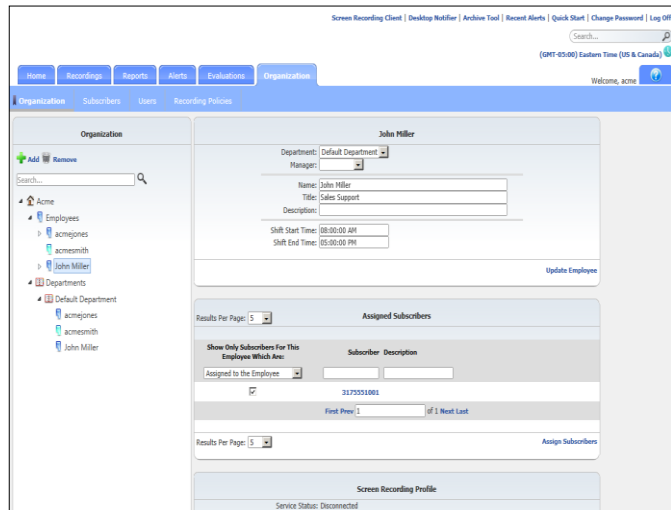 Screen Recording Client | Desktop Notifier | Archive Tool | Recent Alerts | Quick Start | Change Password | Log Off
Search...
(GMT-05:00) Eastern Time (US & Canada)
Home Recordings Reports Alerts Evaluations Organization
Welcome, acme
Organization Subscribers Users Recording Policies
Organization
Add Remove
Search...
Acme
Employees
acmejones
acmesmith
John Miller
Departments
Default Department
acmejones
acmesmith
John Miller
John Miller
Department: Default Department
Manager:
Name: John Miller
Title: Sales Support
Description:
Shift Start Time: 08:00:00 AM
Shift End Time: 05:00:00 PM
Update Employee
Results Per Page: 5 Assigned Subscribers
Show Only Subscribers For This
Employee Which Are: Subscriber Description
Assigned to the Employee
3175551001
First Prev 1 of 1 Next Last
Results Per Page: 5 Assign Subscribers
Screen Recording Profile
Service Status: Disconnected